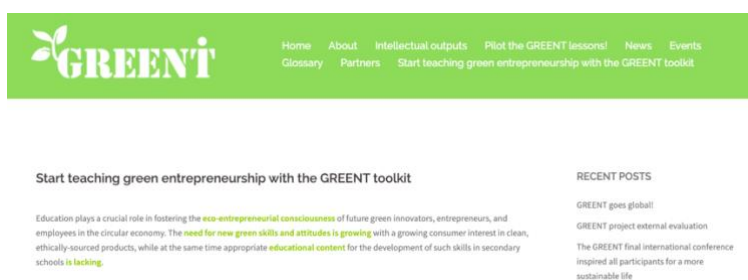 GREENT
Home About Intellectual outputs Pilot the GREENT lessons! News Events
Glossary Partners Start teaching green entrepreneurship with the GREENT toolkit
Start teaching green entrepreneurship with the GREENT toolkit
Education plays a crucial role in fostering the eco-entrepreneurial consciousness of future green innovators, entrepreneurs, and
employees in the circular economy. The need for new green skills and attitudes is growing with a growing consumer interest in clean,
ethically-sourced products, while at the same time appropriate educational content for the development of such skills in secondary
schools is lacking.
RECENT POSTS
GREENT goes global!
GREENT project external evaluation
The GREENT final international conference
inspired all participants for a more
sustainable life